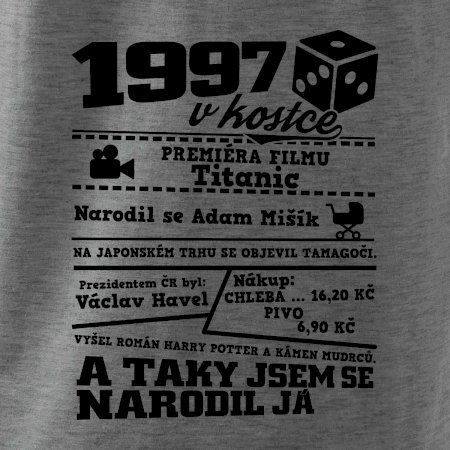 1997
v kostce
PREMIÉRA FILMU
Titanic
Narodil se Adam Mišík
NA JAPONSKÉM TRHU SE OBJEVIL TAMAGOČI.
Prezidentem ČR byl:
Václav Havel
Nákup:
CHLEBA ... 16,20 KČ
PIVO
6,90 KČ
VYŠEL ROMÁN HARRY POTTER A KÁMEN MUDRCŮ.
A TAKY JSEM SE
NARODIL JÁ